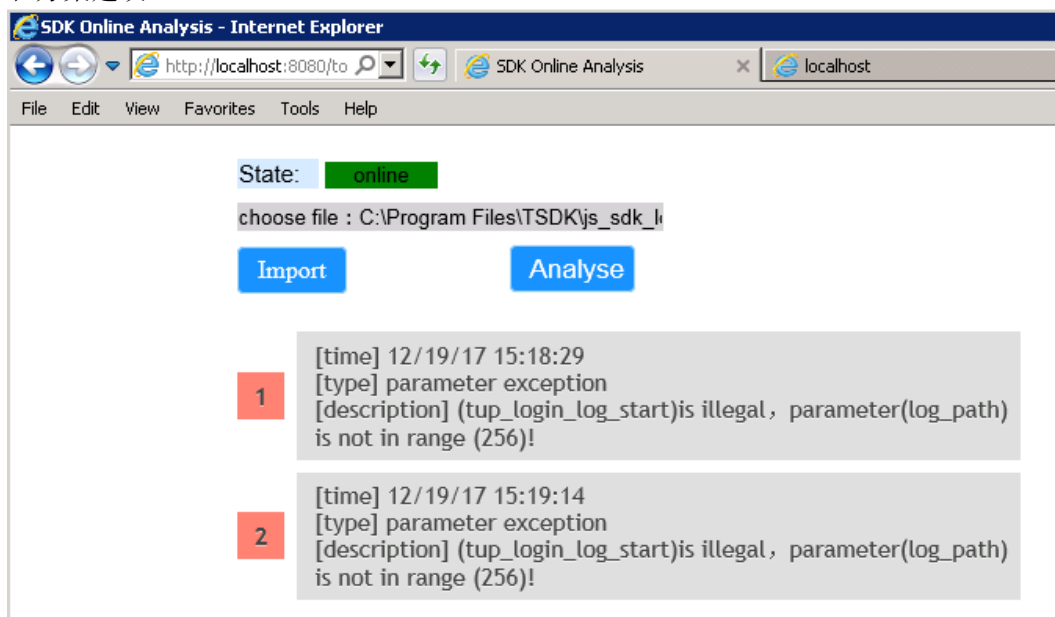 SDK Online Analysis - Internet Explorer
http://localhost:8080/to
SDK Online Analysis
localhost
File Edit View Favorites Tools Help
State: online
choose file：C:\Program Files\TSDK\js_sdk_l
Import
Analyse
1
[time] 12/19/17 15:18:29
[type] parameter exception
[description] (tup_login_log_start)is illegal，parameter(log_path)
is not in range (256)!
2
[time] 12/19/17 15:19:14
[type] parameter exception
[description] (tup_login_log_start)is illegal，parameter(log_path)
is not in range (256)!